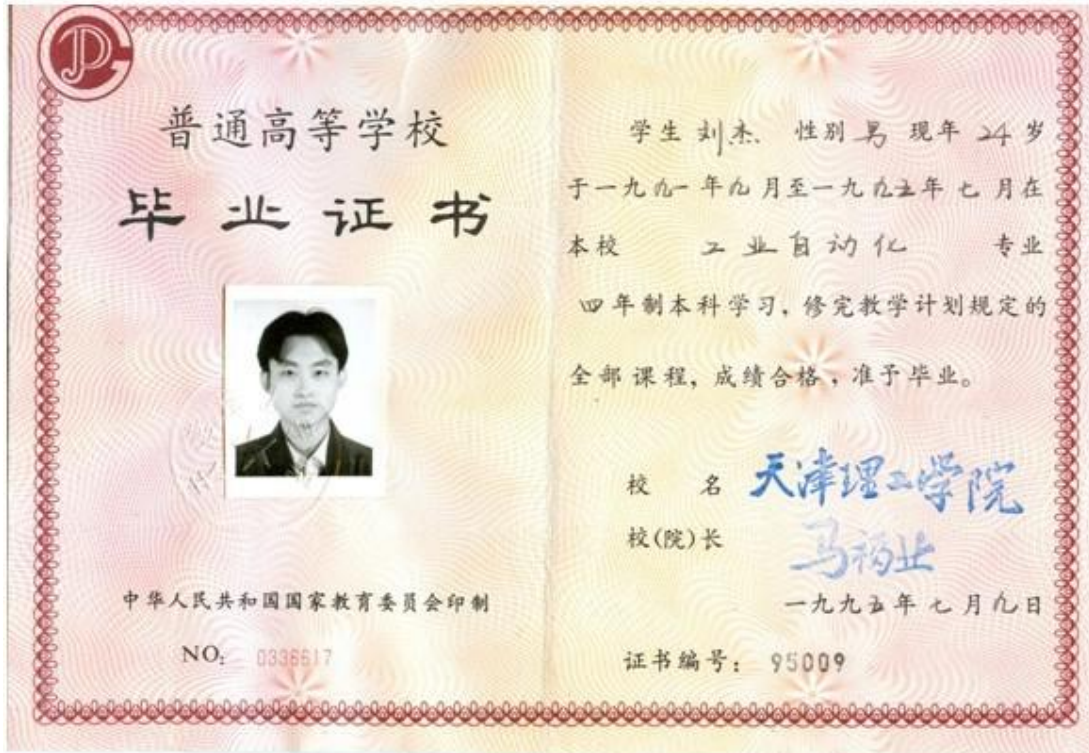 普通高等学校
毕业证书
中华人民共和国国家教育委员会印制
NO: 0336617
学生 刘杰 性别 男 现年 24 岁
于一九九一年九月至一九九五年七月在
本校 工业自动化 专业
四年制本科学习,修完教学计划规定的
全部课程,成绩合格,准予毕业。
校 名 天津理工学院
校(院)长 马福业
一九九五年七月九日
证书编号: 95009